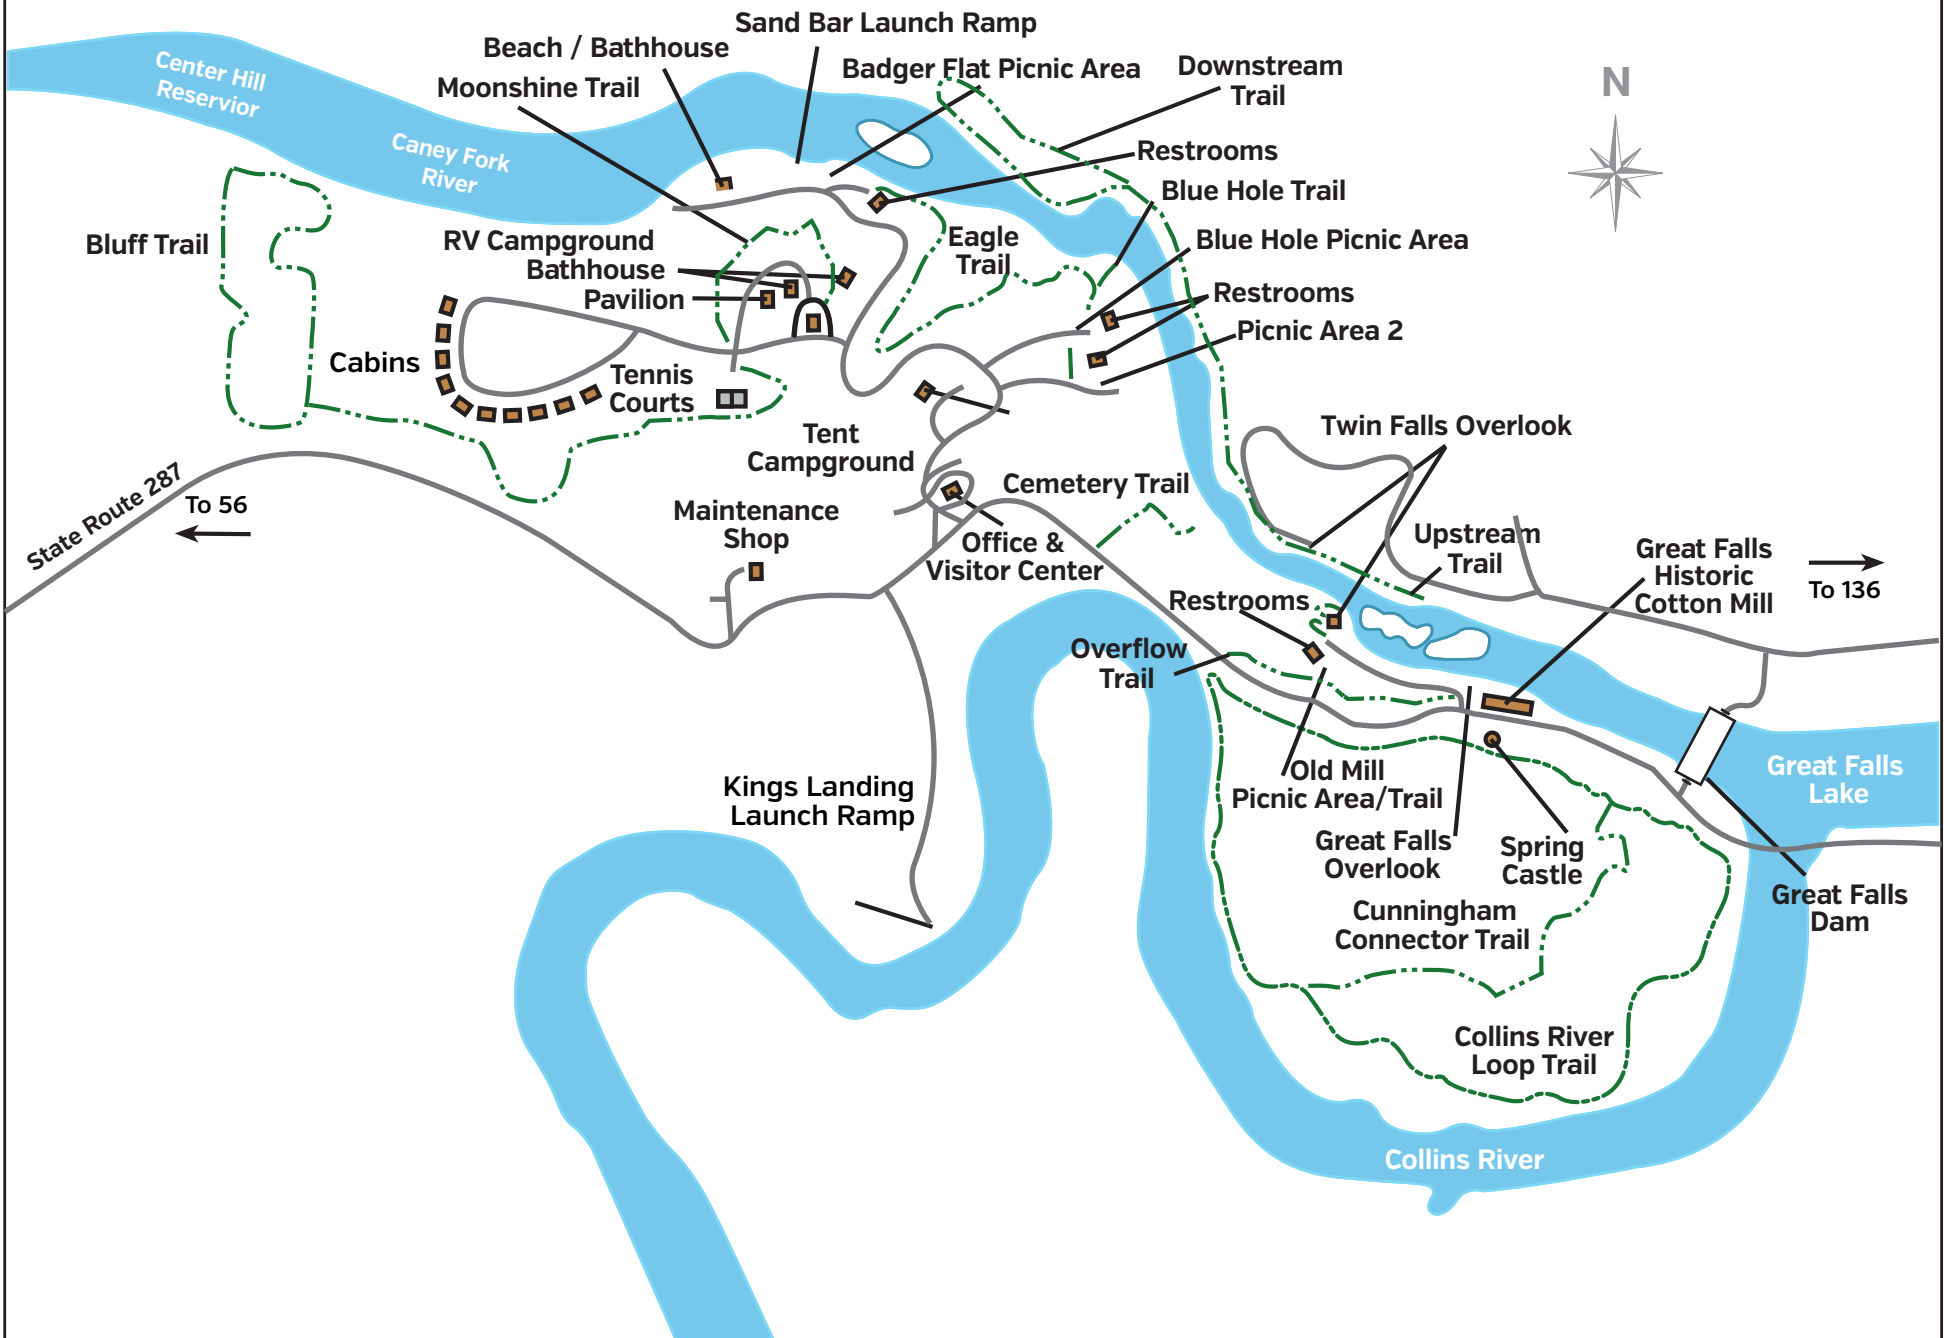 Sand Bar Launch Ramp
Beach / Bathhouse
Badger Flat Picnic Area
Moonshine Trail
Downstream
Trail
N
Center Hill
Reservior
Caney Fork
River
Restrooms
Blue Hole Trail
Bluff Trail
RV Campground
Bathhouse
Pavilion
Eagle
Trail
Blue Hole Picnic Area
Restrooms
Picnic Area 2
Cabins
Tennis
Courts
Tent
Campground
Twin Falls Overlook
State Route 287
To 56
Maintenance
Shop
Cemetery Trail
Office &
Visitor Center
Upstream
Trail
Great Falls
Historic
Cotton Mill
To 136
Restrooms
Overflow
Trail
Kings Landing
Launch Ramp
Old Mill
Picnic Area/Trail
Great Falls
Lake
Great Falls
Overlook
Spring
Castle
Great Falls
Dam
Cunningham
Connector Trail
Collins River
Loop Trail
Collins River